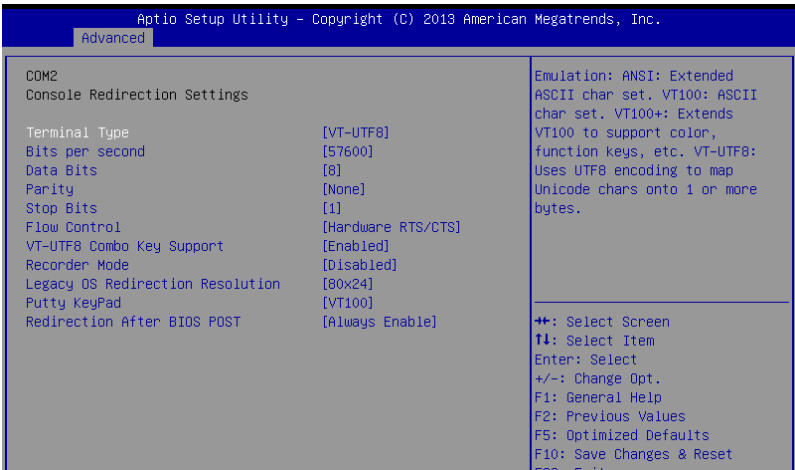 Aptio Setup Utility – Copyright (C) 2013 American Megatrends, Inc.
Advanced
COM2
Console Redirection Settings
Terminal Type [VT-UTF8]
Bits per second [57600]
Data Bits [8]
Parity [None]
Stop Bits [1]
Flow Control [Hardware RTS/CTS]
VT-UTF8 Combo Key Support [Enabled]
Recorder Mode [Disabled]
Legacy OS Redirection Resolution [80x24]
Putty KeyPad [VT100]
Redirection After BIOS POST [Always Enable]
Emulation: ANSI: Extended
ASCII char set. VT100: ASCII
char set. VT100+: Extends
VT100 to support color,
function keys, etc. VT-UTF8:
Uses UTF8 encoding to map
Unicode chars onto 1 or more
bytes.
→←: Select Screen
↑↓: Select Item
Enter: Select
+/-: Change Opt.
F1: General Help
F2: Previous Values
F5: Optimized Defaults
F10: Save Changes & Reset